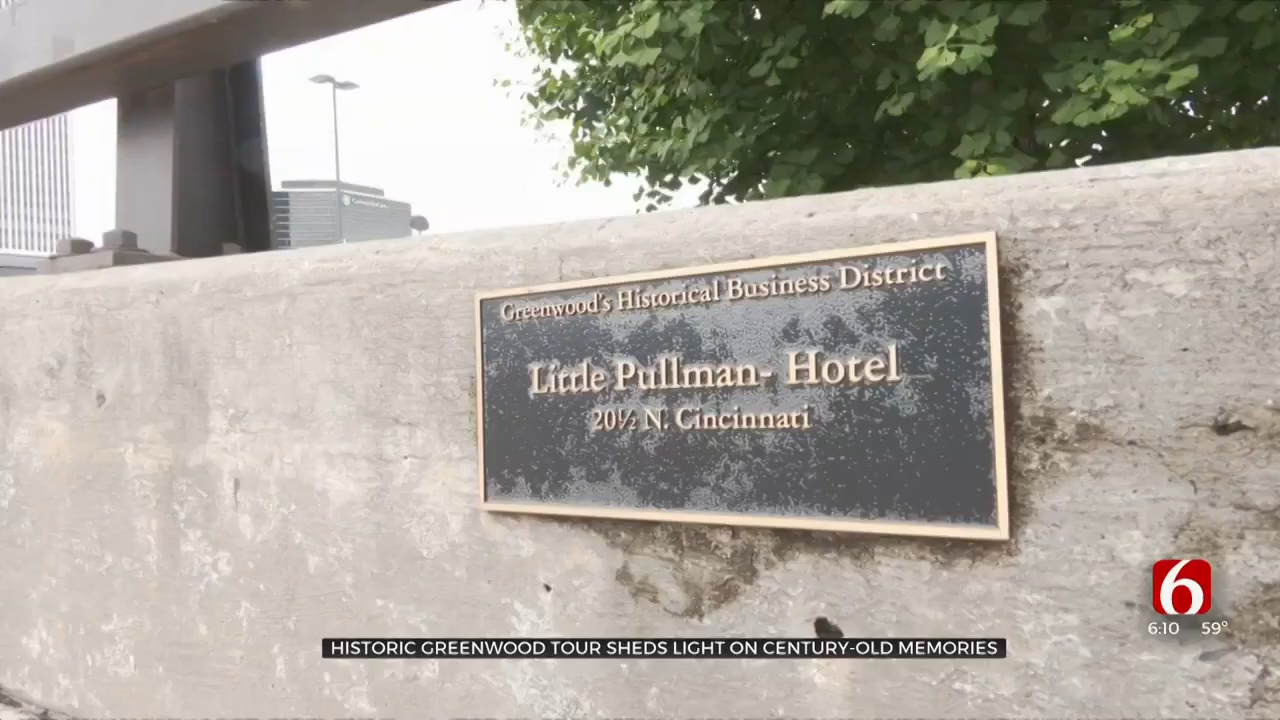 Greenwood's Historical Business District
Little Pullman- Hotel
20½ N. Cincinnati
6
6:10 59°
HISTORIC GREENWOOD TOUR SHEDS LIGHT ON CENTURY-OLD MEMORIES